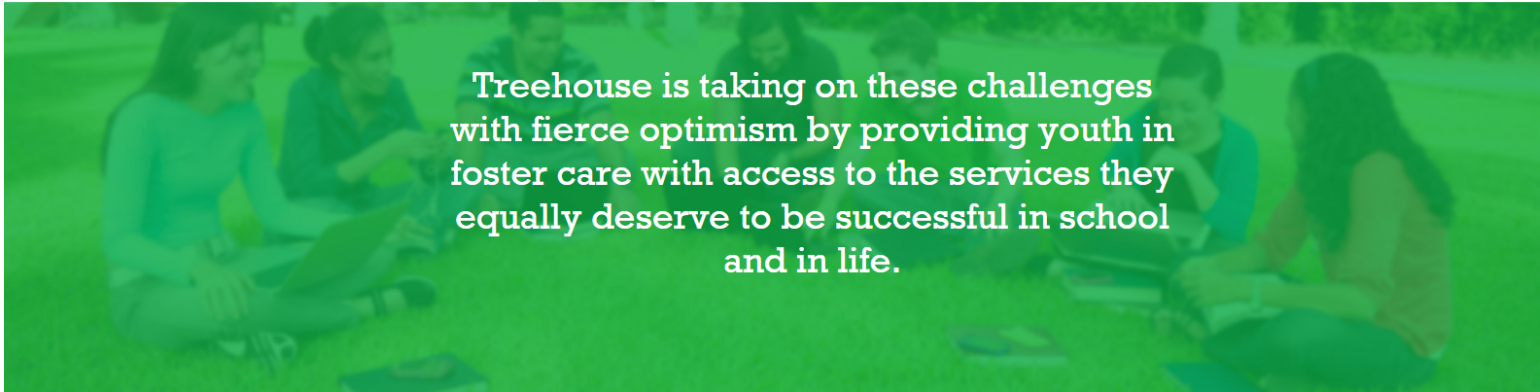 Treehouse is taking on these challenges
with fierce optimism by providing youth in
foster care with access to the services they
equally deserve to be successful in school
and in life.